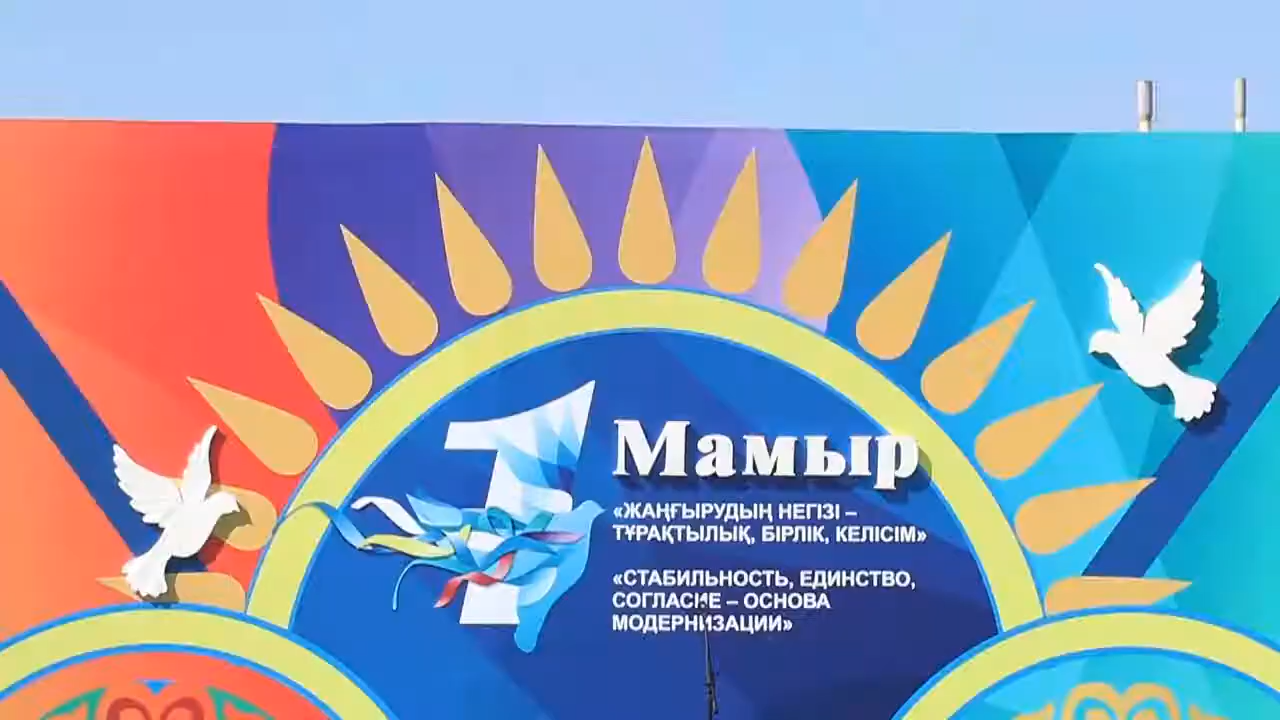 1 Мамыр
«ЖАҢҒЫРУДЫҢ НЕГІЗІ –
ТҰРАҚТЫЛЫҚ, БІРЛІК, КЕЛІСІМ»
«СТАБИЛЬНОСТЬ, ЕДИНСТВО,
СОГЛАСИЕ – ОСНОВА
МОДЕРНИЗАЦИИ»